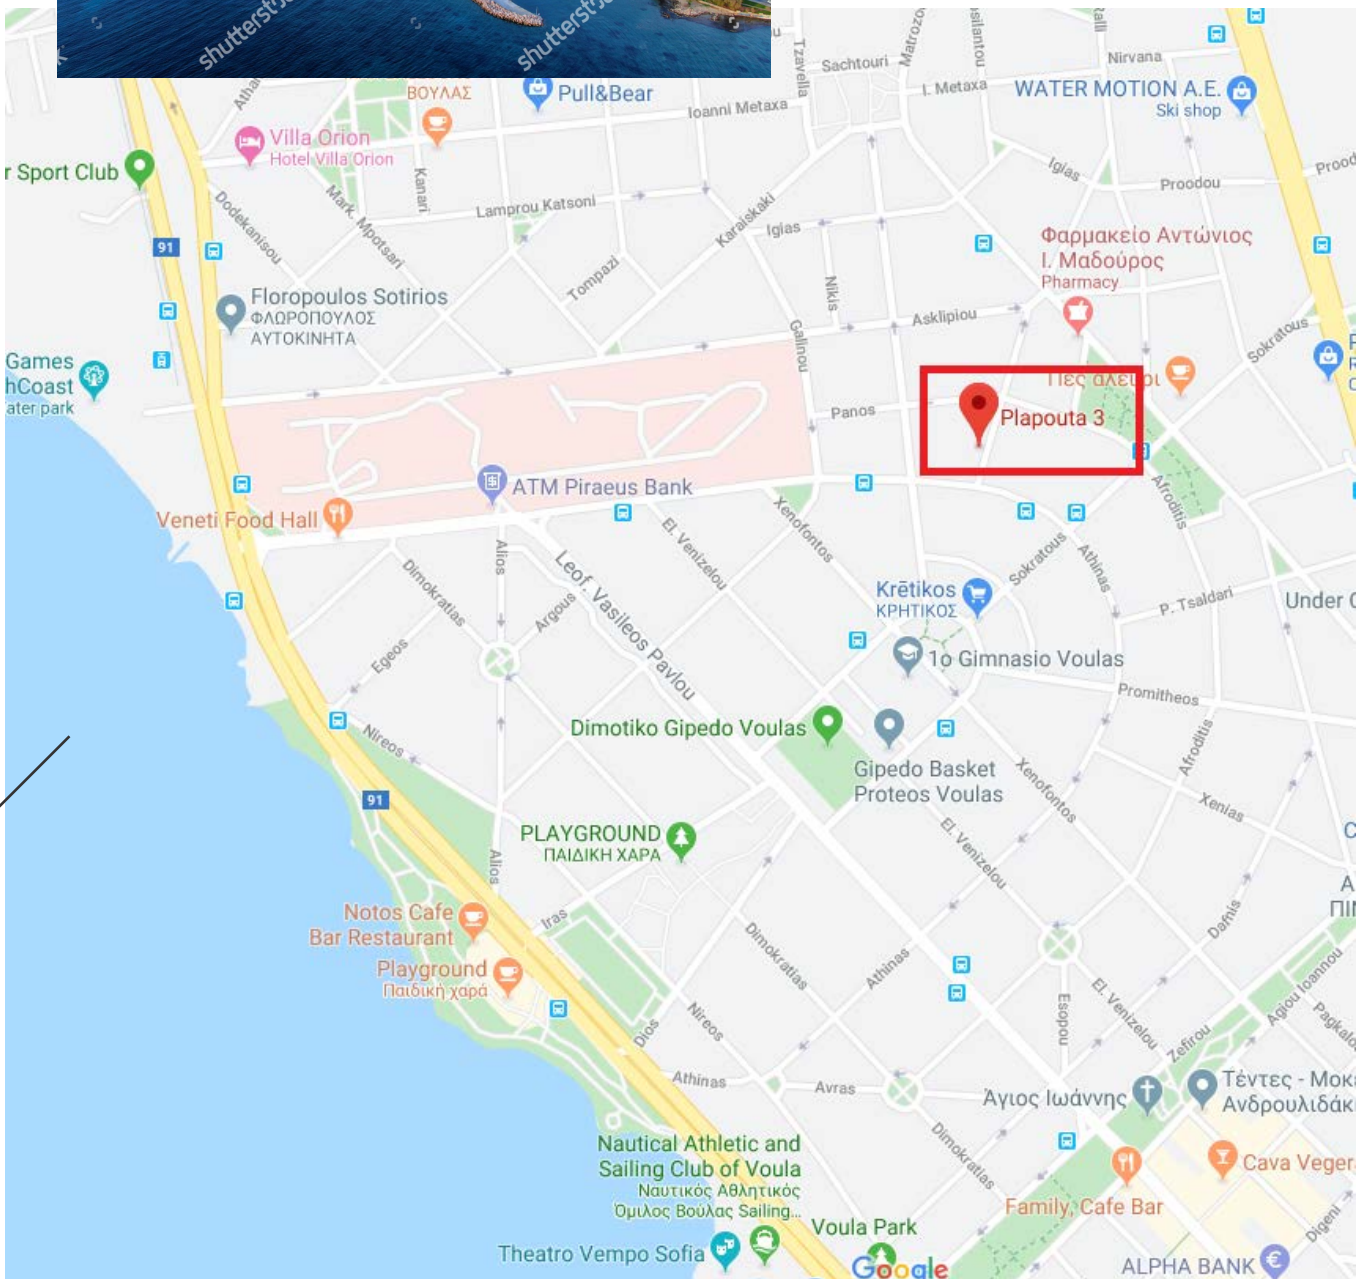 shutterstock
shutterstock
Tzavella
Sachtouri
Nirvana
I. Metaxa
WATER MOTION A.E.
Ski shop
ΒΟΥΛΑΣ
Pull&Bear
Ioanni Metaxa
Villa Orion
Hotel Villa Orion
r Sport Club
Kanari
Igias
Proodou
Dodekanisou
Mark. Mpotsari
Lamprou Katsoni
Karaiskaki
Igias
91
Φαρμακείο Αντώνιος
Ι. Μαδούρος
Pharmacy
Tompazi
Nikis
Floropoulos Sotirios
ΦΛΩΡΟΠΟΥΛΟΣ
ΑΥΤΟΚΙΝΗΤΑ
Asklipiou
Galinou
Sokratous
Games
hCoast
ater park
Πες αλεύρι
Panos
Plapouta 3
ATM Piraeus Bank
Afroditis
Veneti Food Hall
Xenofontos
El. Venizelou
Alios
Leof. Vasileos Pavlou
Dimokratias
Argous
Sokratous
Athinas
Krētikos
ΚΡΗΤΙΚΟΣ
P. Tsaldari
Under
1o Gimnasio Voulas
Egeos
Promitheos
Dimotiko Gipedo Voulas
Nireos
Gipedo Basket
Proteos Voulas
Xenofontos
Afroditis
91
Xenias
PLAYGROUND
ΠΑΙΔΙΚΗ ΧΑΡΑ
El. Venizelou
Alios
Notos Cafe
Bar Restaurant
Iras
Dafnis
Playground
Παιδική χαρά
Dimokratias
Athinas
Agiou Ioannou
Esopou
El. Venizelou
Nireos
Dios
Zefirou
Athinas
Avras
Άγιος Ιωάννης
Τέντες - Μοκ
Ανδρουλιδάκ
Dimokratias
Nautical Athletic and
Sailing Club of Voula
Ναυτικός Αθλητικός
Όμιλος Βούλας Sailing...
Cava Veger
Family, Cafe Bar
Voula Park
Digeni
Theatro Vempo Sofia
Google
ALPHA BANK